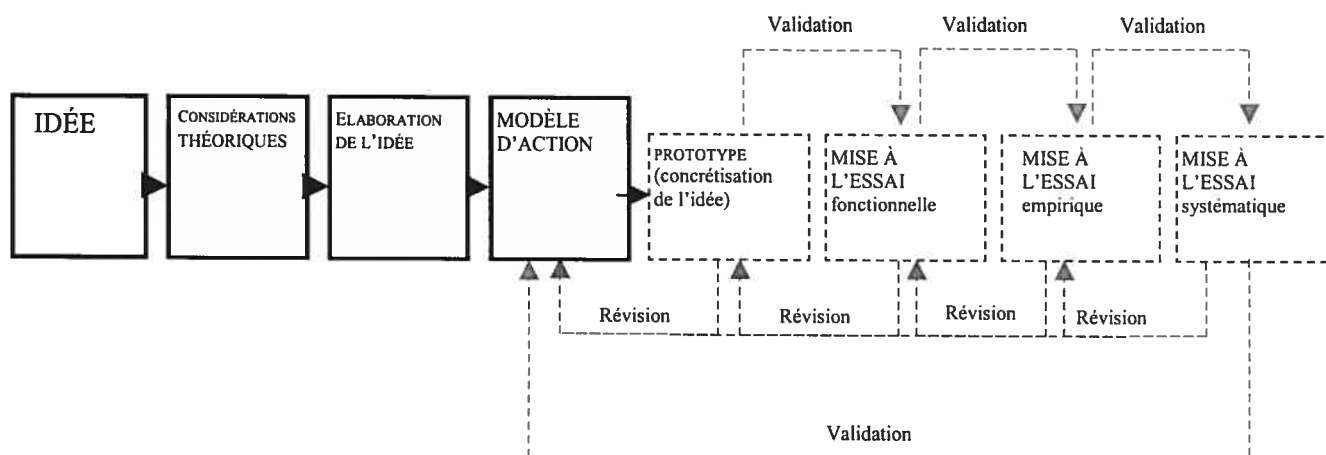 Validation
Validation
Validation
IDÉE
CONSIDÉRATIONS
THÉORIQUES
ELABORATION
DE L'IDÉE
MODÈLE
D'ACTION
PROTOTYPE
(concrétisation
de l'idée)
MISE À
L'ESSAI
fonctionnelle
MISE À
L'ESSAI
empirique
MISE À
L'ESSAI
systématique
Révision
Révision
Révision
Révision
Validation